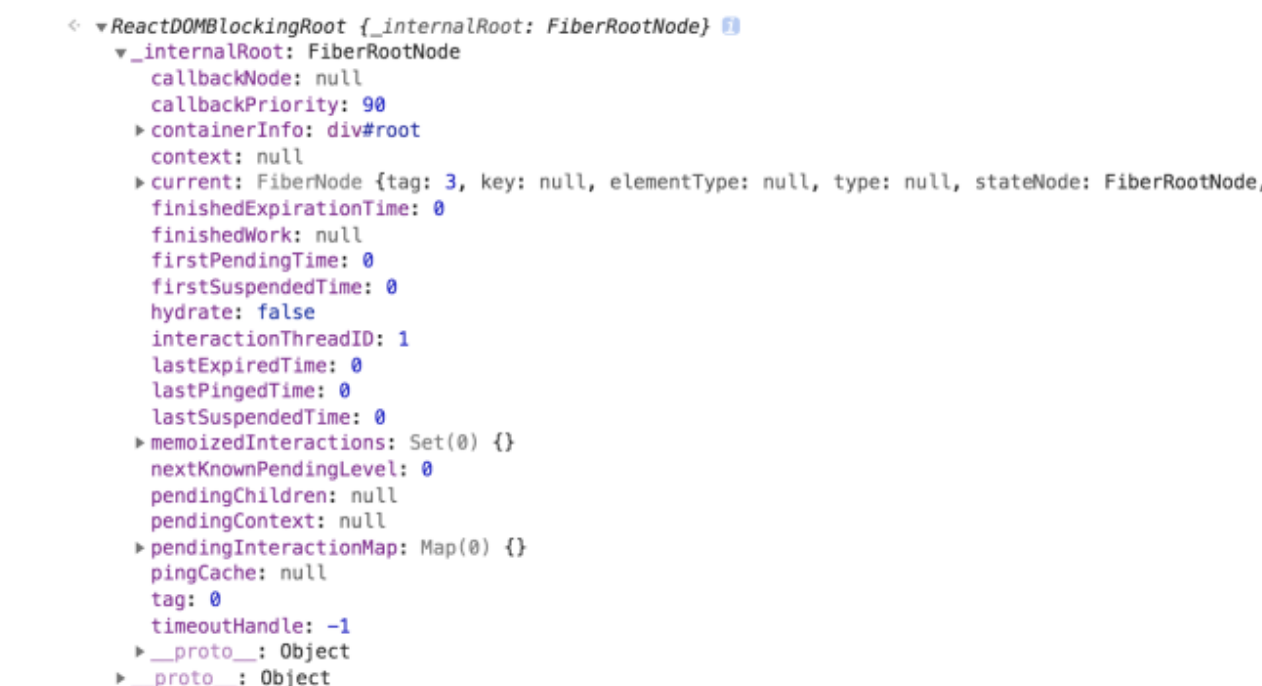 ReactDOMBlockingRoot {_internalRoot: FiberRootNode} i
_internalRoot: FiberRootNode
callbackNode: null
callbackPriority: 90
containerInfo: div#root
context: null
current: FiberNode {tag: 3, key: null, elementType: null, type: null, stateNode: FiberRootNode,
finishedExpirationTime: 0
finishedWork: null
firstPendingTime: 0
firstSuspendedTime: 0
hydrate: false
interactionThreadID: 1
lastExpiredTime: 0
lastPingedTime: 0
lastSuspendedTime: 0
memoizedInteractions: Set(0) {}
nextKnownPendingLevel: 0
pendingChildren: null
pendingContext: null
pendingInteractionMap: Map(0) {}
pingCache: null
tag: 0
timeoutHandle: -1
__proto__: Object
__proto__: Object